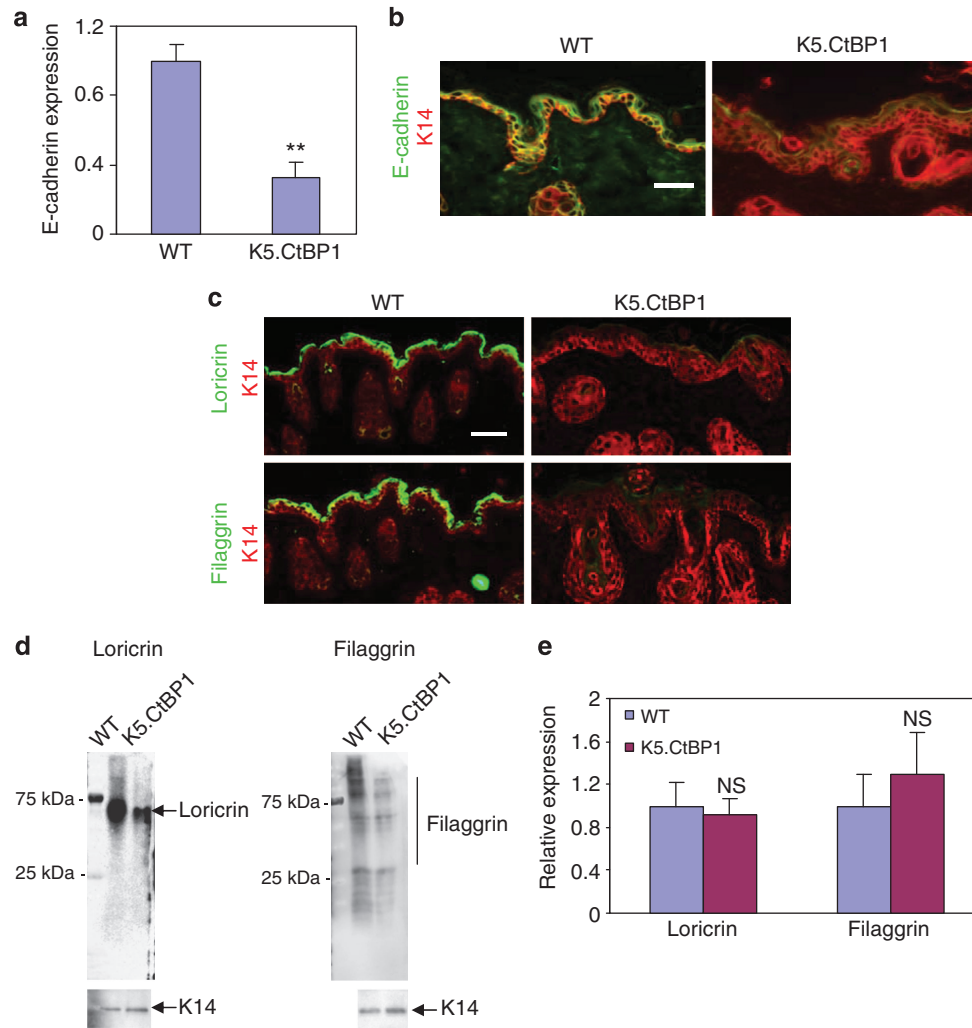 a
E-cadherin expression
1.2
0.6
0.4
0
**
WT
K5.CtBP1
b
WT
K5.CtBP1
E-cadherin
K14
c
WT
K5.CtBP1
Loricrin
K14
Filaggrin
K14
d
Loricrin
WT
K5.CtBP1
75 kDa
Loricrin
25 kDa
K14
Filaggrin
WT
K5.CtBP1
75 kDa
Filaggrin
25 kDa
K14
e
Relative expression
2
1.6
1.2
0.8
0.4
0
WT
K5.CtBP1
NS
NS
Loricrin
Filaggrin